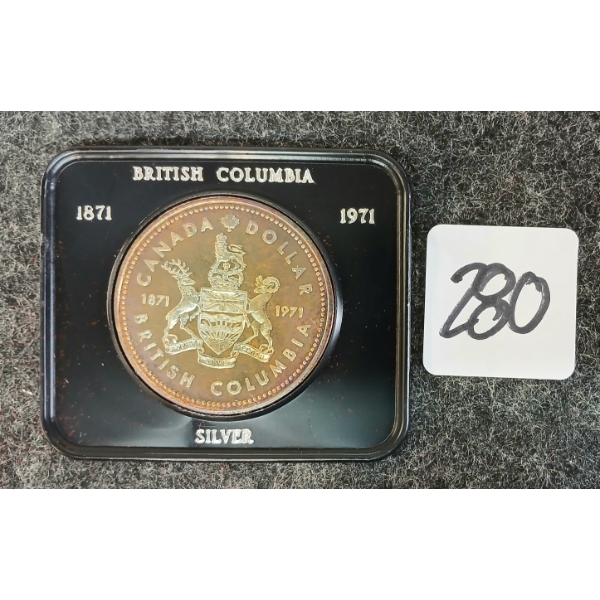 BRITISH COLUMBIA
1871 1971
CANADA DOLLAR
1871 1971
BRITISH COLUMBIA
SILVER
280